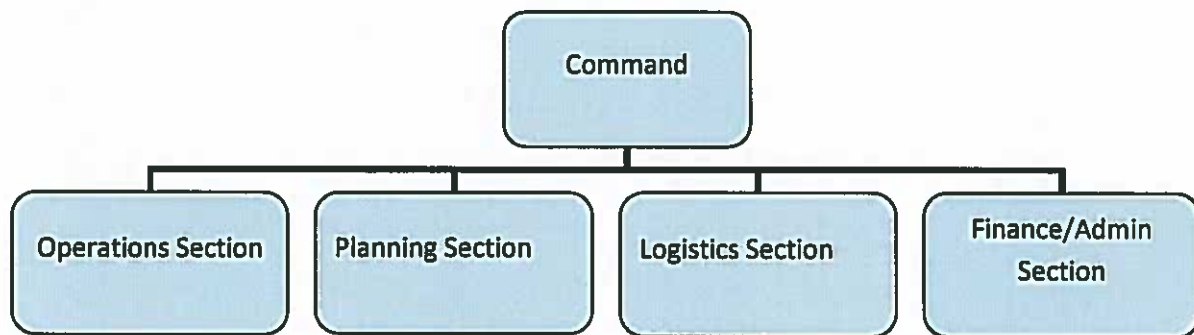 Command
Operations Section
Planning Section
Logistics Section
Finance/Admin
Section